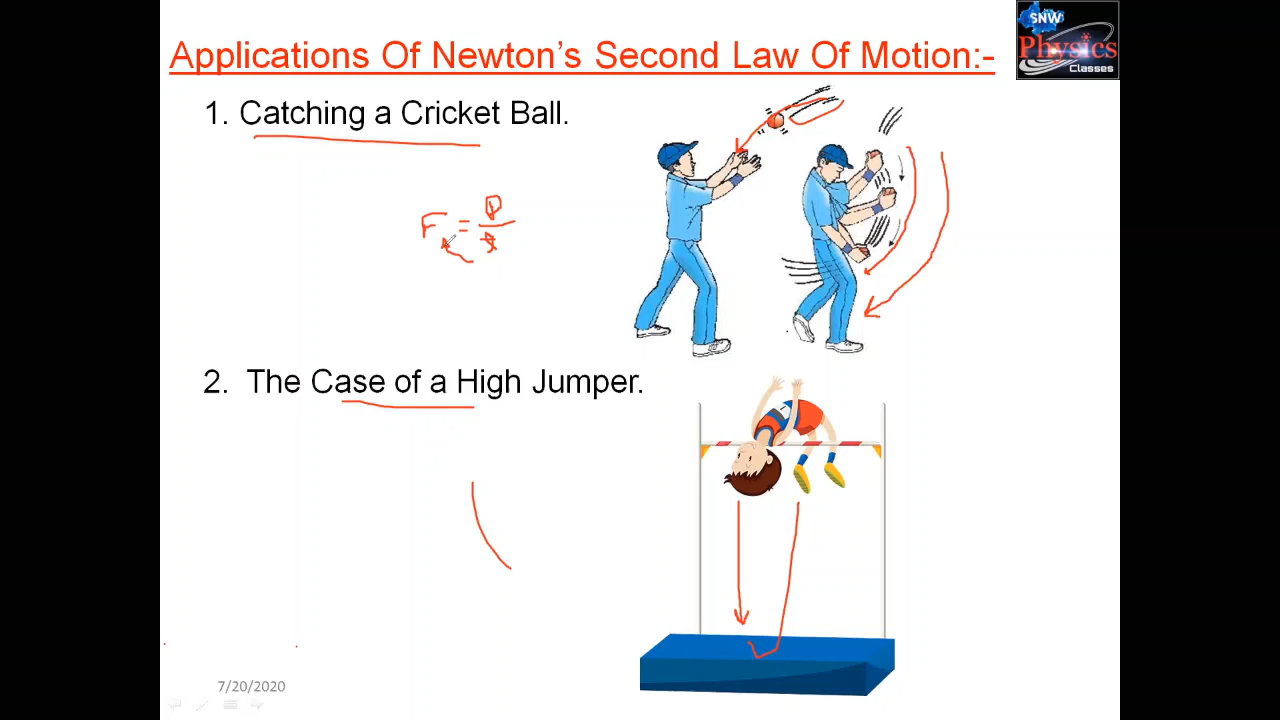 SNW
Physics
Classes
Applications Of Newton's Second Law Of Motion:-
1. Catching a Cricket Ball.
F = P/t
2. The Case of a High Jumper.
7/20/2020